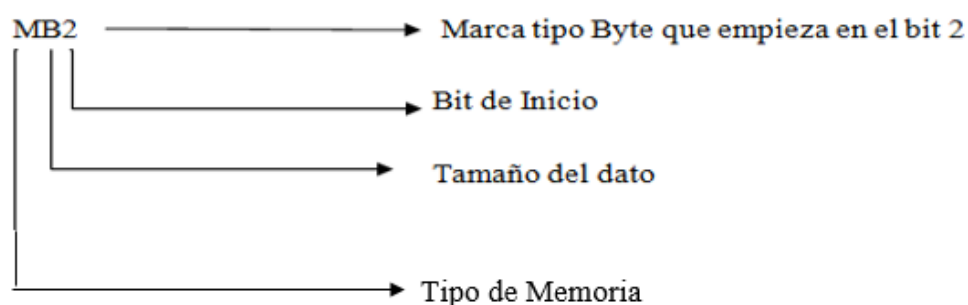 MB2 Marca tipo Byte que empieza en el bit 2
Bit de Inicio
Tamaño del dato
Tipo de Memoria